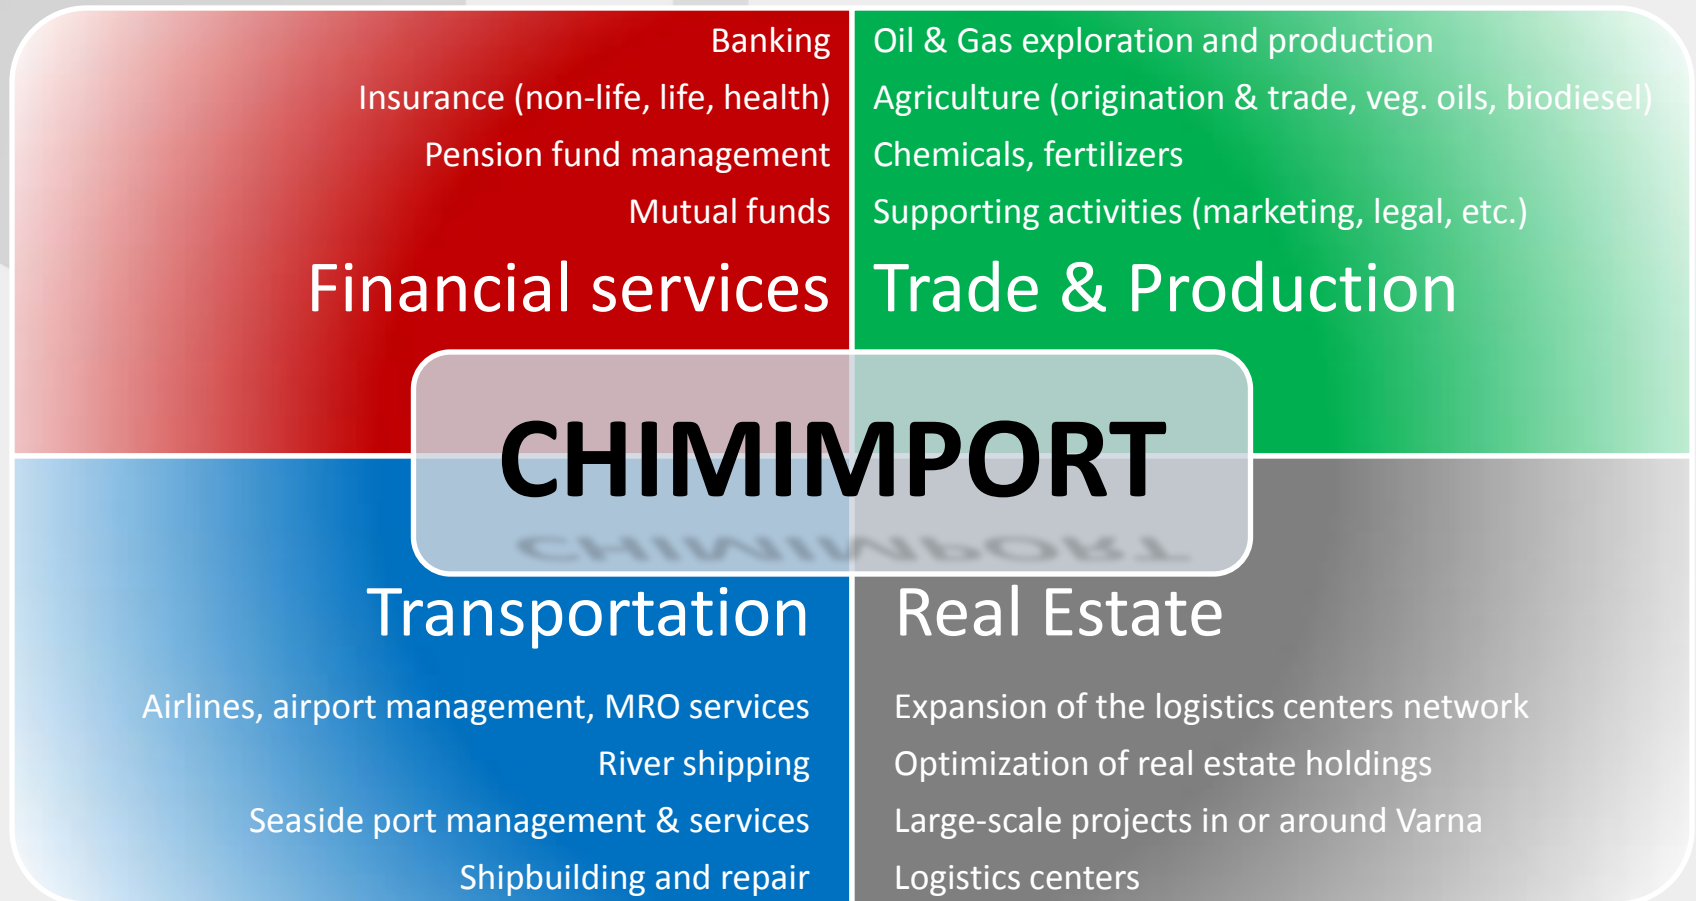 Banking
Insurance (non-life, life, health)
Pension fund management
Mutual funds
Financial services
Oil & Gas exploration and production
Agriculture (origination & trade, veg. oils, biodiesel)
Chemicals, fertilizers
Supporting activities (marketing, legal, etc.)
Trade & Production
CHIMIMPORT
Transportation
Airlines, airport management, MRO services
River shipping
Seaside port management & services
Shipbuilding and repair
Real Estate
Expansion of the logistics centers network
Optimization of real estate holdings
Large-scale projects in or around Varna
Logistics centers